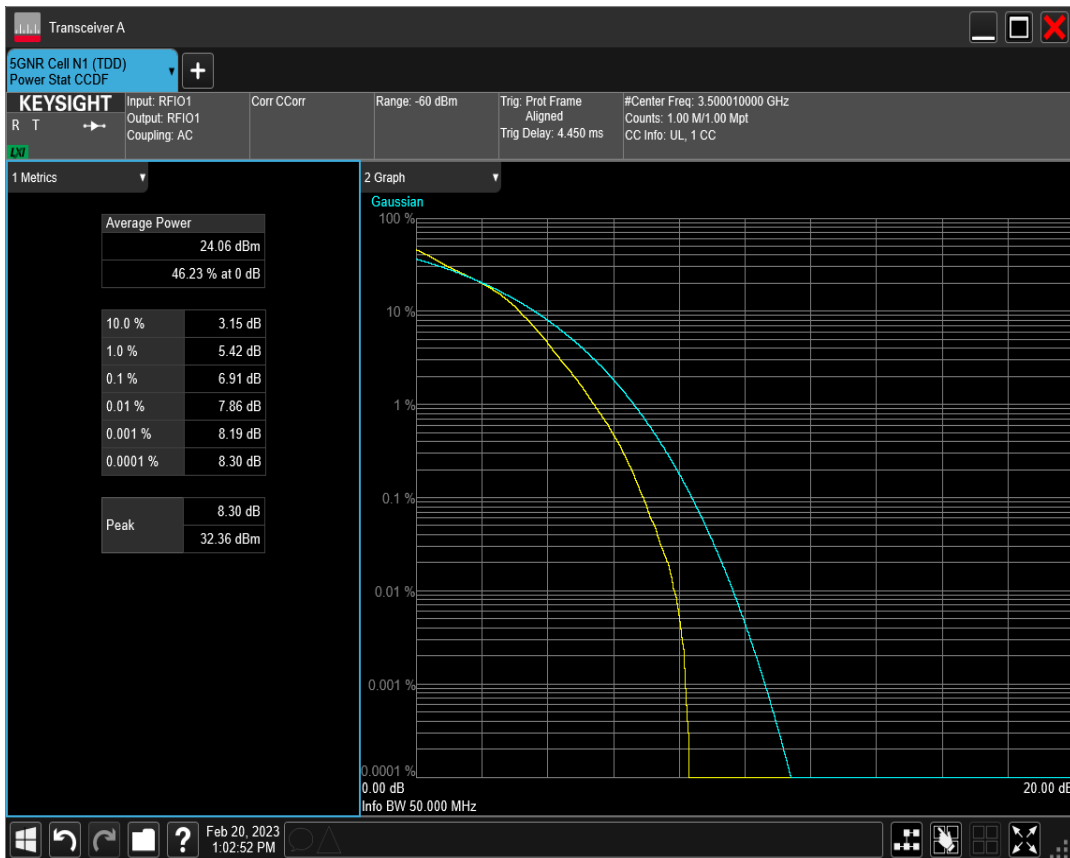 Transceiver A
5GNR Cell N1 (TDD)
Power Stat CCDF
KEYSIGHT
R T
LXI
Input: RFIO1
Output: RFIO1
Coupling: AC
Corr CCorr
Range: -60 dBm
Trig: Prot Frame
Aligned
Trig Delay: 4.450 ms
#Center Freq: 3.500010000 GHz
Counts: 1.00 M/1.00 Mpt
CC Info: UL, 1 CC
1 Metrics
Average Power
24.06 dBm
46.23 % at 0 dB
10.0 % 3.15 dB
1.0 % 5.42 dB
0.1 % 6.91 dB
0.01 % 7.86 dB
0.001 % 8.19 dB
0.0001 % 8.30 dB
Peak
8.30 dB
32.36 dBm
2 Graph
Gaussian
100 %
10 %
1 %
0.1 %
0.01 %
0.001 %
0.0001 %
0.00 dB
20.00 dB
Info BW 50.000 MHz
?
Feb 20, 2023
1:02:52 PM